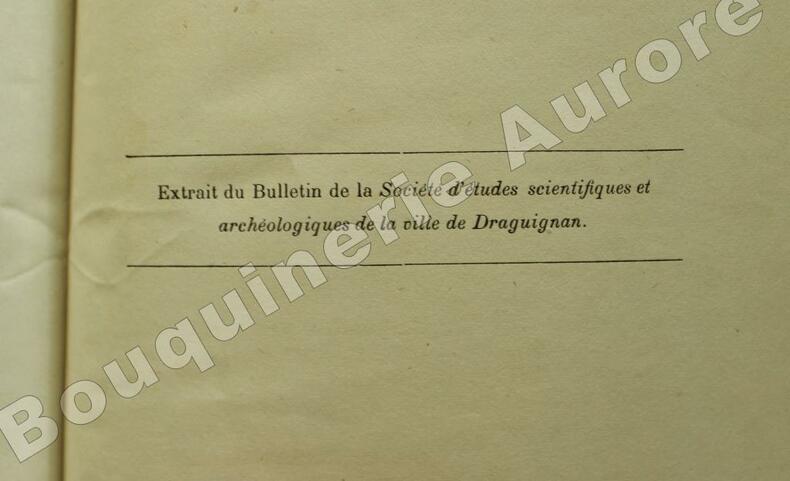 Extrait du Bulletin de la Société d'études scientifiques et
archéologiques de la ville de Draguignan.
Bouquinerie Aurore